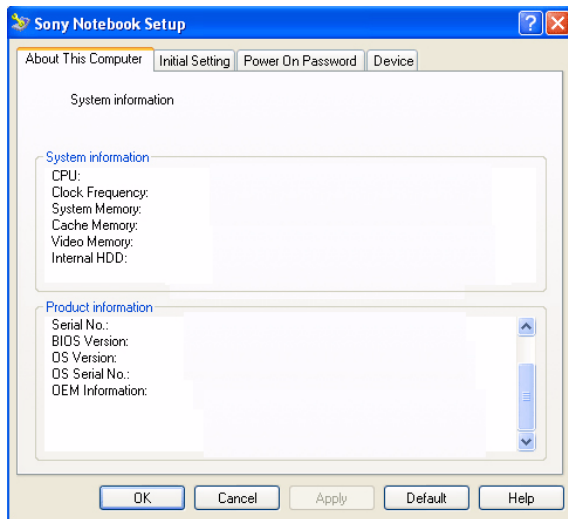 Sony Notebook Setup
About This Computer Initial Setting Power On Password Device
System information
System information
CPU:
Clock Frequency:
System Memory:
Cache Memory:
Video Memory:
Internal HDD:
Product information
Serial No.:
BIOS Version:
OS Version:
OS Serial No.:
OEM Information:
OK Cancel Apply Default Help